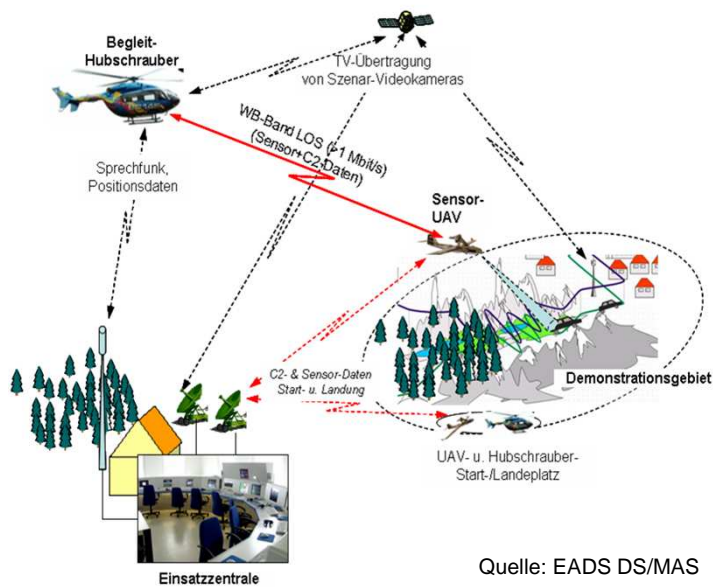 Begleit-
Hubschrauber
TV-Übertragung
von Szenar-Videokameras
WB-Band LOS (>1 Mbit/s)
(Sensor+C2-Daten)
Sprechfunk,
Positionsdaten
Sensor-
UAV
C2- & Sensor-Daten
Start- u. Landung
Demonstrationsgebiet
UAV- u. Hubschrauber-
Start-/Landeplatz
Einsatzzentrale
Quelle: EADS DS/MAS